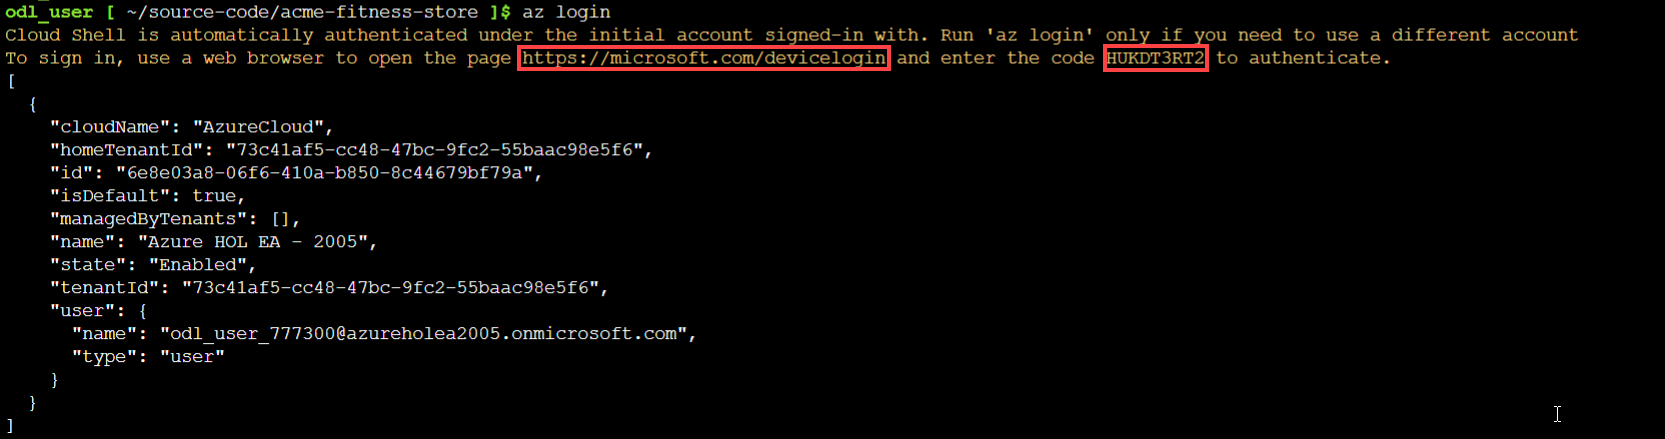 odl_user [ ~/source-code/acme-fitness-store ]$ az login
Cloud Shell is automatically authenticated under the initial account signed-in with. Run 'az login' only if you need to use a different account
To sign in, use a web browser to open the page https://microsoft.com/devicelogin and enter the code HUKDT3RT2 to authenticate.
[
  {
    "cloudName": "AzureCloud",
    "homeTenantId": "73c41af5-cc48-47bc-9fc2-55baac98e5f6",
    "id": "6e8e03a8-06f6-410a-b850-8c44679bf79a",
    "isDefault": true,
    "managedByTenants": [],
    "name": "Azure HOL EA - 2005",
    "state": "Enabled",
    "tenantId": "73c41af5-cc48-47bc-9fc2-55baac98e5f6",
    "user": {
      "name": "odl_user_777300@azureholea2005.onmicrosoft.com",
      "type": "user"
    }
  }
]